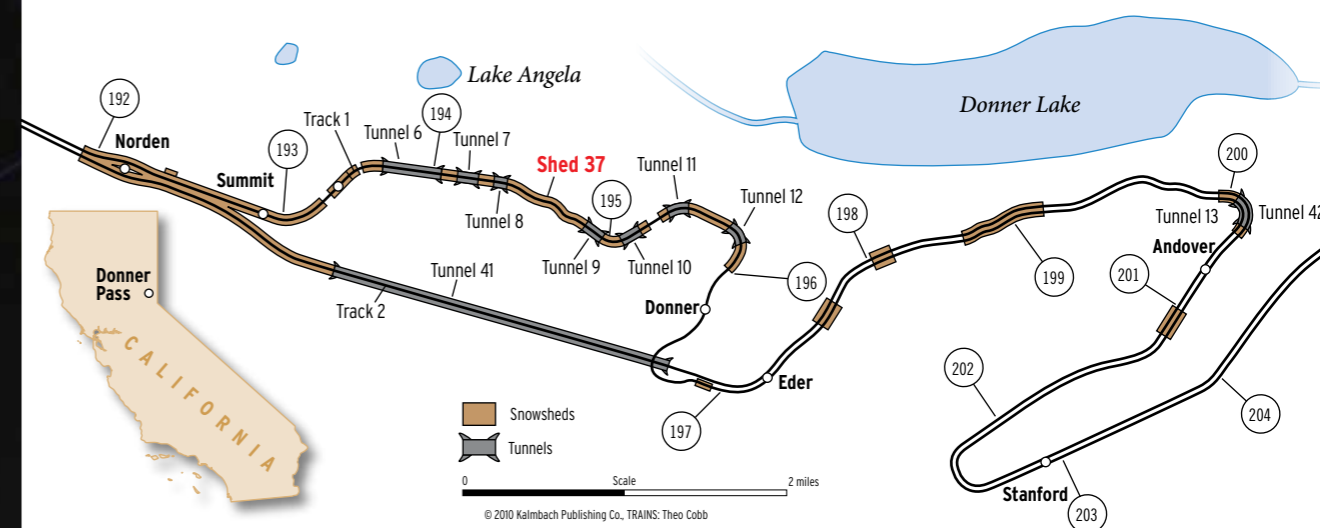 192
Norden
Summit
193
Track 1
Tunnel 6
194
Tunnel 7
Lake Angela
Tunnel 8
Shed 37
195
Tunnel 9
Tunnel 10
Tunnel 11
Tunnel 12
196
Donner
Donner Lake
Tunnel 41
Track 2
197
Eder
198
199
200
Tunnel 13
Tunnel 42
Andover
201
202
Stanford
203
204
Donner
Pass
CALIFORNIA
Snowsheds
Tunnels
0
Scale
2 miles
© 2010 Kalmbach Publishing Co., TRAINS: Theo Cobb